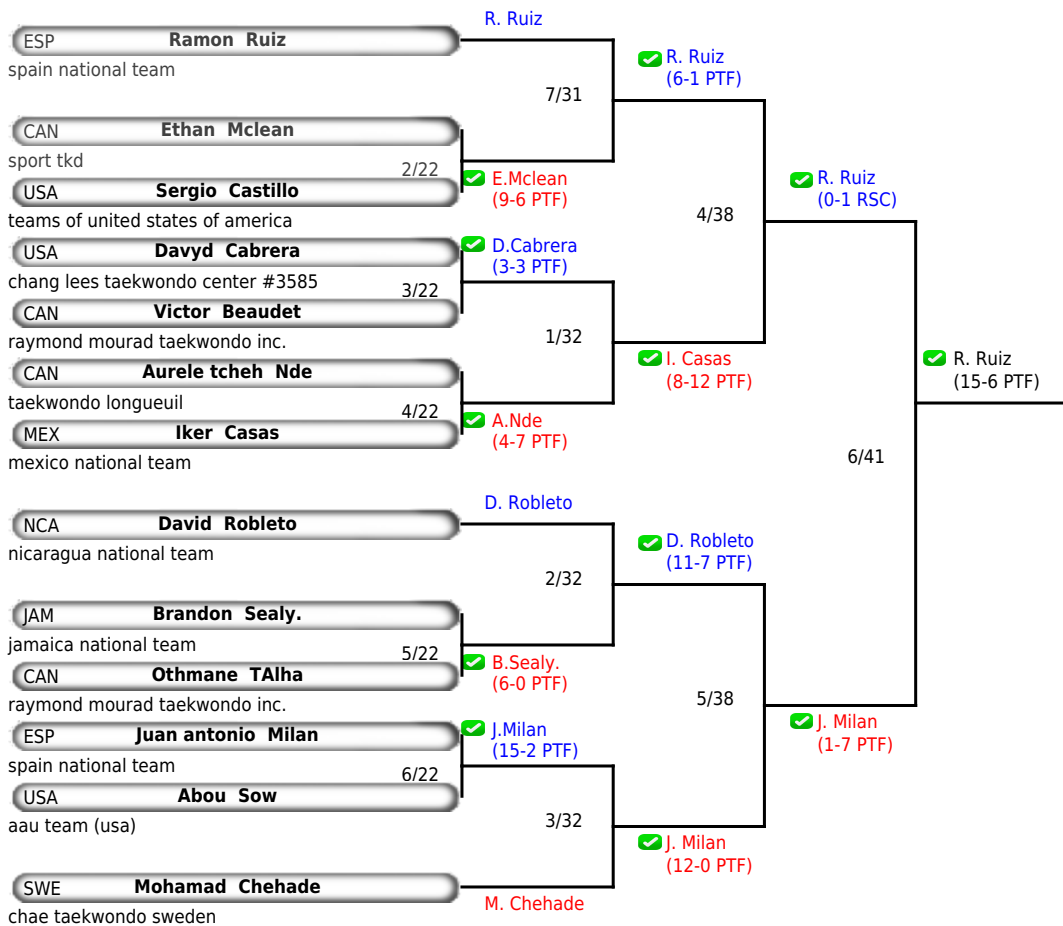 R. Ruiz
ESP Ramon Ruiz
spain national team
R. Ruiz
(6-1 PTF)
7/31
CAN Ethan Mclean
sport tkd
2/22
E.Mclean
(9-6 PTF)
USA Sergio Castillo
teams of united states of america
R. Ruiz
(0-1 RSC)
4/38
USA Davyd Cabrera
chang lees taekwondo center #3585
D.Cabrera
(3-3 PTF)
3/22
CAN Victor Beaudet
raymond mourad taekwondo inc.
1/32
I. Casas
(8-12 PTF)
CAN Aurele tcheh Nde
taekwondo longueuil
4/22
A.Nde
(4-7 PTF)
MEX Iker Casas
mexico national team
R. Ruiz
(15-6 PTF)
6/41
D. Robleto
NCA David Robleto
nicaragua national team
D. Robleto
(11-7 PTF)
2/32
JAM Brandon Sealy.
jamaica national team
5/22
B.Sealy.
(6-0 PTF)
CAN Othmane TAlha
raymond mourad taekwondo inc.
5/38
J. Milan
(1-7 PTF)
ESP Juan antonio Milan
spain national team
J.Milan
(15-2 PTF)
6/22
USA Abou Sow
aau team (usa)
3/32
J. Milan
(12-0 PTF)
SWE Mohamad Chehade
chae taekwondo sweden
M. Chehade